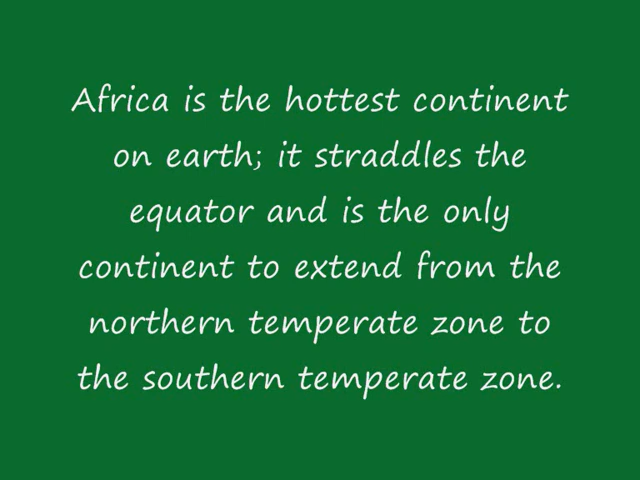 Africa is the hottest continent
on earth; it straddles the
equator and is the only
continent to extend from the
northern temperate zone to
the southern temperate zone.